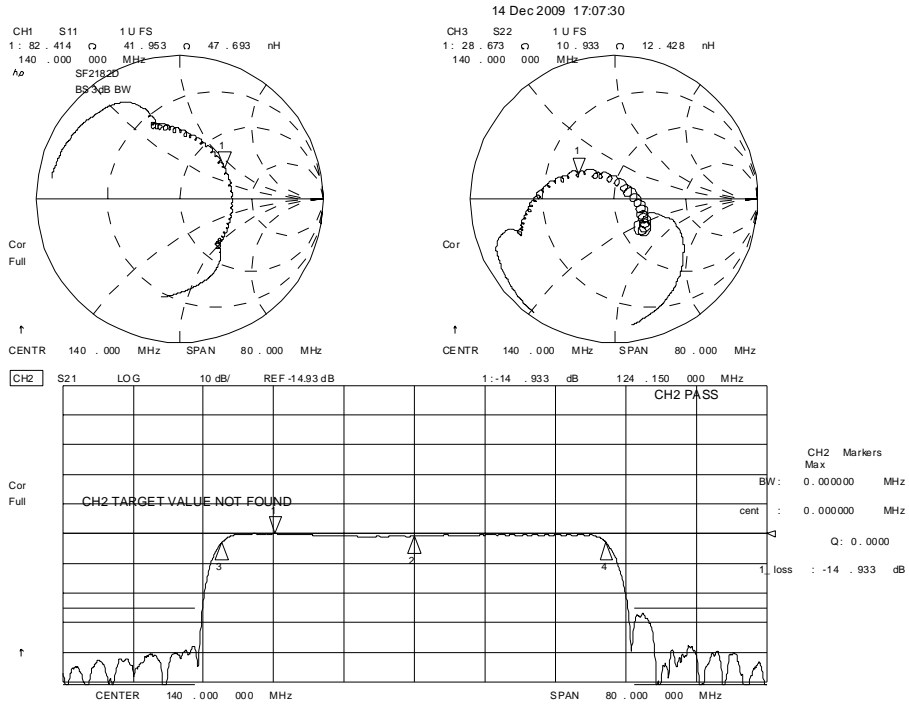 14 Dec 2009 17:07:30
CH1 S11 1 U FS
1 : 82 . 414 Ω 41 . 953 Ω 47 . 693 nH
140 . 000 000 MHz
hp
SF2182D
BS 3dB BW
Cor
Full
↑
CENTR 140 . 000 MHz SPAN 80 . 000 MHz
CH3 S22 1 U FS
1 : 28 . 673 Ω 10 . 933 Ω 12 . 428 nH
140 . 000 000 MHz
1
1
Cor
↑
CENTR 140 . 000 MHz SPAN 80 . 000 MHz
CH2 S21 LOG 10 dB/ REF -14.93 dB 1:-14 . 933 dB 124 . 150 000 MHz
CH2 PASS
Cor
Full
CH2 TARGET VALUE NOT FOUND
1
3
2
4
↑
CH2 Markers
Max
BW : 0. 000000 MHz
cent : 0. 000000 MHz
Q: 0. 0000
1_ loss : -14 . 933 dB
CENTER 140 . 000 000 MHz SPAN 80 . 000 000 MHz